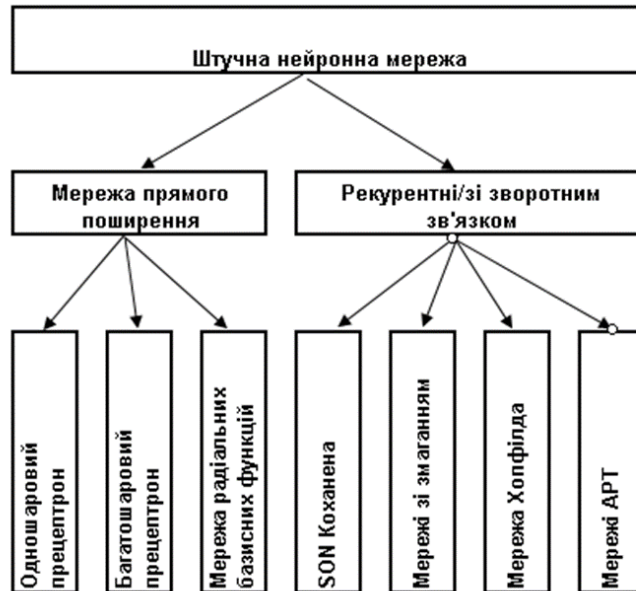 Штучна нейронна мережа
Мережа прямого
поширення
Рекурентні/зі зворотним
зв'язком
Одношаровий
прецептрон
Багатошаровий
прецептрон
Мережа радіальних
базисних функцій
SON Коханена
Мережі зі змаганням
Мережа Хопфілда
Мережі АРТ